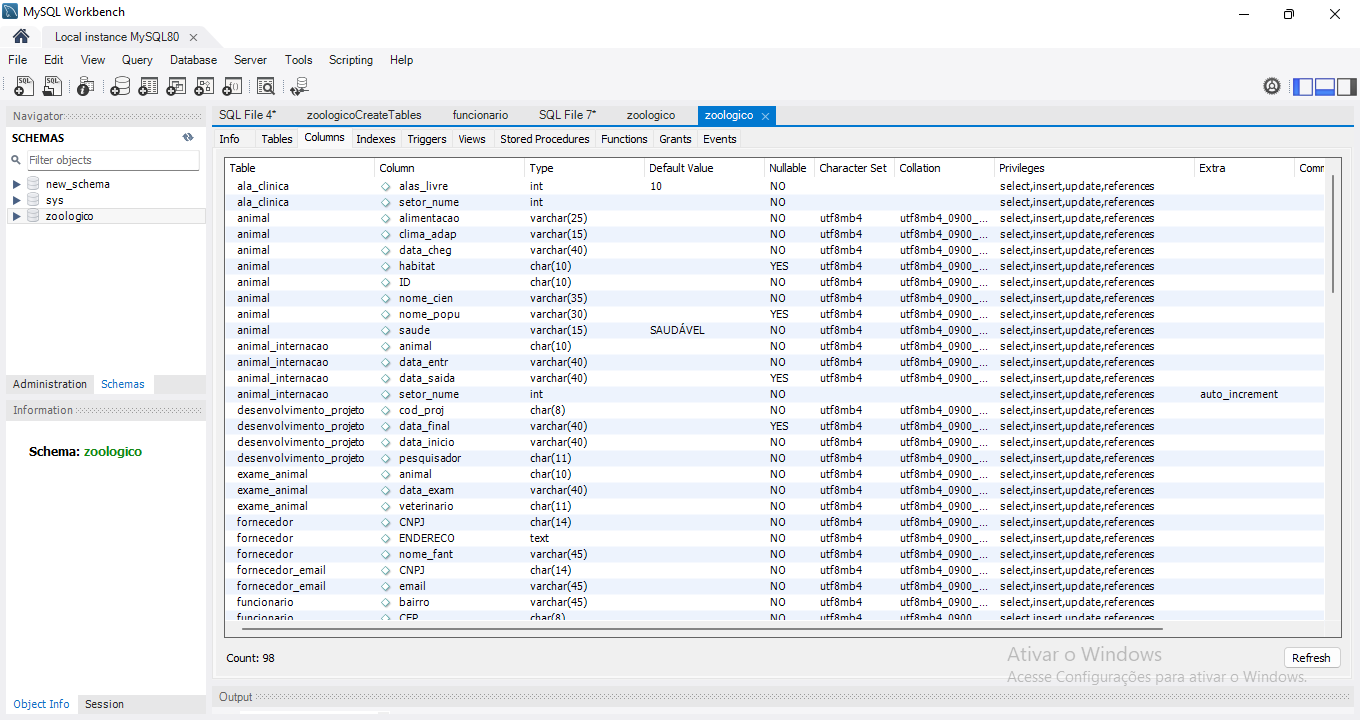 MySQL Workbench
Local instance MySQL80
File Edit View Query Database Server Tools Scripting Help
Navigator
SCHEMAS
Filter objects
new_schema
sys
zoologico
Administration Schemas
Information
Schema: zoologico
Object Info Session
SQL File 4* zoologicoCreateTables funcionario SQL File 7* zoologico zoologico
Info Tables Columns Indexes Triggers Views Stored Procedures Functions Grants Events
Table Column Type Default Value Nullable Character Set Collation Privileges Extra Comr
ala_clinica alas_livre int 10 NO select,insert,update,references
ala_clinica setor_nume int NO select,insert,update,references
animal alimentacao varchar(25) NO utf8mb4 utf8mb4_0900_... select,insert,update,references
animal clima_adap varchar(15) NO utf8mb4 utf8mb4_0900_... select,insert,update,references
animal data_cheg varchar(40) NO utf8mb4 utf8mb4_0900_... select,insert,update,references
animal habitat char(10) YES utf8mb4 utf8mb4_0900_... select,insert,update,references
animal ID char(10) NO utf8mb4 utf8mb4_0900_... select,insert,update,references
animal nome_cien varchar(35) NO utf8mb4 utf8mb4_0900_... select,insert,update,references
animal nome_popu varchar(30) YES utf8mb4 utf8mb4_0900_... select,insert,update,references
animal saude varchar(15) SAUDÁVEL NO utf8mb4 utf8mb4_0900_... select,insert,update,references
animal_internacao animal char(10) NO utf8mb4 utf8mb4_0900_... select,insert,update,references
animal_internacao data_entr varchar(40) NO utf8mb4 utf8mb4_0900_... select,insert,update,references
animal_internacao data_saida varchar(40) YES utf8mb4 utf8mb4_0900_... select,insert,update,references
animal_internacao setor_nume int NO select,insert,update,references auto_increment
desenvolvimento_projeto cod_proj char(8) NO utf8mb4 utf8mb4_0900_... select,insert,update,references
desenvolvimento_projeto data_final varchar(40) YES utf8mb4 utf8mb4_0900_... select,insert,update,references
desenvolvimento_projeto data_inicio varchar(40) NO utf8mb4 utf8mb4_0900_... select,insert,update,references
desenvolvimento_projeto pesquisador char(11) NO utf8mb4 utf8mb4_0900_... select,insert,update,references
exame_animal animal char(10) NO utf8mb4 utf8mb4_0900_... select,insert,update,references
exame_animal data_exam varchar(40) NO utf8mb4 utf8mb4_0900_... select,insert,update,references
exame_animal veterinario char(11) NO utf8mb4 utf8mb4_0900_... select,insert,update,references
fornecedor CNPJ char(14) NO utf8mb4 utf8mb4_0900_... select,insert,update,references
fornecedor ENDERECO text NO utf8mb4 utf8mb4_0900_... select,insert,update,references
fornecedor nome_fant varchar(45) NO utf8mb4 utf8mb4_0900_... select,insert,update,references
fornecedor_email CNPJ char(14) NO utf8mb4 utf8mb4_0900_... select,insert,update,references
fornecedor_email email varchar(45) NO utf8mb4 utf8mb4_0900_... select,insert,update,references
funcionario bairro varchar(45) NO utf8mb4 utf8mb4_0900_... select,insert,update,references
funcionario CEP char(8) NO utf8mb4 utf8mb4_0900 select,insert,update,references
Count: 98
Ativar o Windows
Acesse Configurações para ativar o Windows.
Refresh
Output